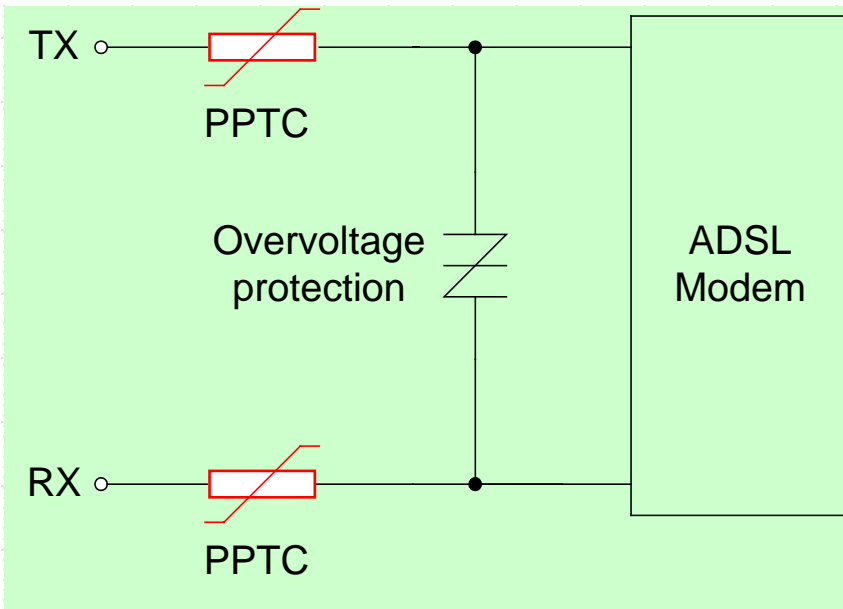 TX
PPTC
Overvoltage
protection
ADSL
Modem
RX
PPTC